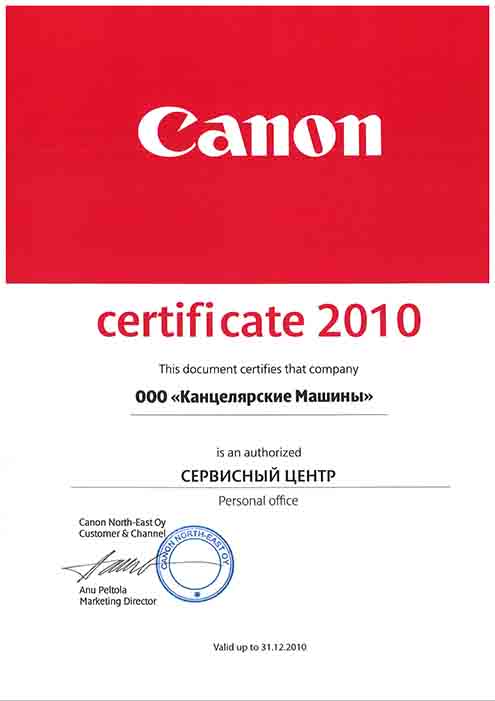 Canon
certificate 2010
This document certifies that company
ООО «Канцелярские Машины»
is an authorized
СЕРВИСНЫЙ ЦЕНТР
Personal office
Canon North-East Oy
Customer & Channel
CANON NORTH-EAST OY
Anu Peltola
Marketing Director
Valid up to 31.12.2010